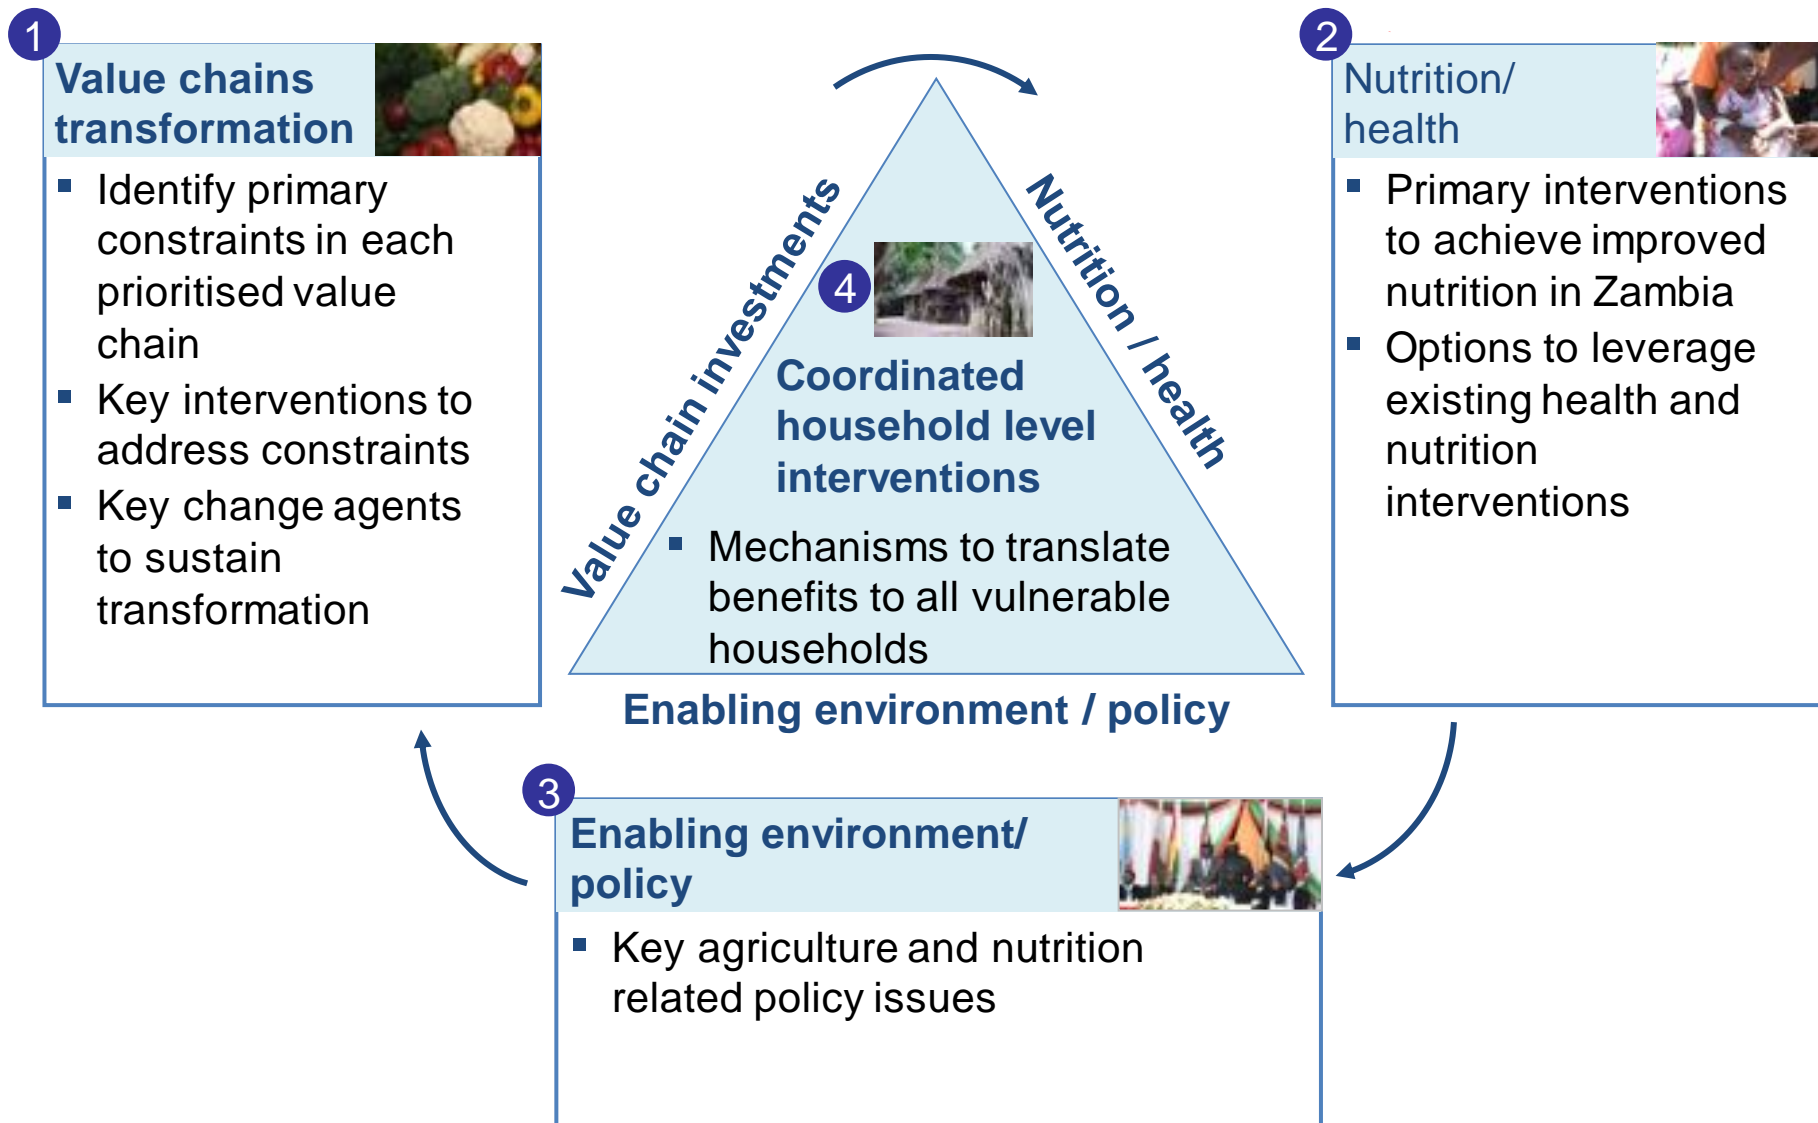 1
Value chains
transformation
Identify primary
constraints in each
prioritised value
chain
Key interventions to
address constraints
Key change agents
to sustain
transformation
Value chain investments
Nutrition / health
4
Coordinated
household level
interventions
Mechanisms to translate
benefits to all vulnerable
households
Enabling environment / policy
2
Nutrition/
health
Primary interventions
to achieve improved
nutrition in Zambia
Options to leverage
existing health and
nutrition
interventions
3
Enabling environment/
policy
Key agriculture and nutrition
related policy issues